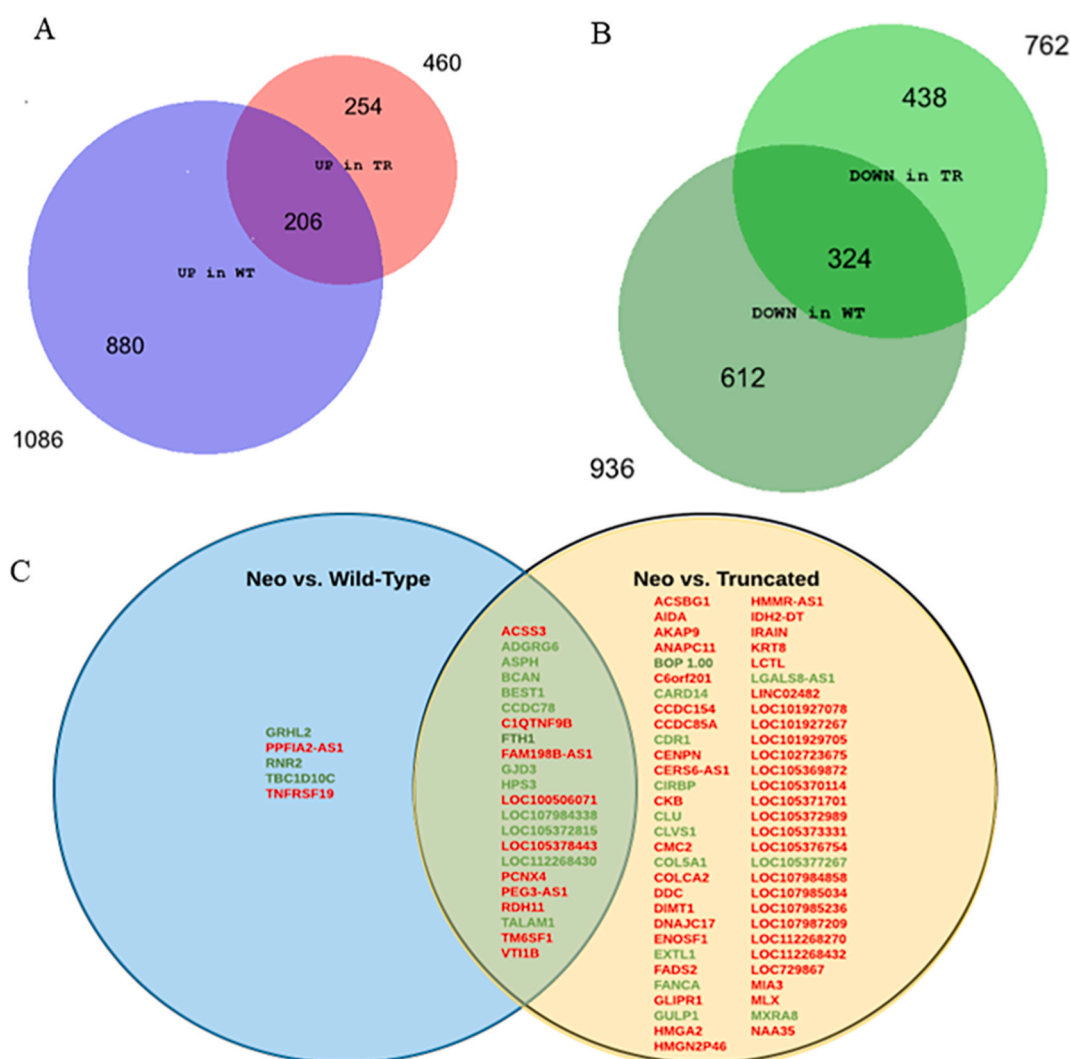 A
460
254
UP in TR
206
UP in WT
880
1086
B
762
438
DOWN in TR
324
DOWN in WT
612
936
C
Neo vs. Wild-Type
GRHL2
PPFIA2-AS1
RNR2
TBC1D10C
TNFRSF19
ACSS3
ADGRG6
ASPH
BCAN
BEST1
CCDC78
C1QTNF9B
FTH1
FAM198B-AS1
GJD3
HPS3
LOC100506071
LOC107984338
LOC105372815
LOC105378443
LOC112268430
PCNX4
PEG3-AS1
RDH11
TALAM1
TM6SF1
VTI1B
Neo vs. Truncated
ACSBG1
AIDA
AKAP9
ANAPC11
BOP 1.00
C6orf201
CARD14
CCDC154
CCDC85A
CDR1
CENPN
CERS6-AS1
CIRBP
CKB
CLU
CLVS1
CMC2
COL5A1
COLCA2
DDC
DIMT1
DNAJC17
ENOSF1
EXTL1
FADS2
FANCA
GLIPR1
GULP1
HMGA2
HMGN2P46
HMMR-AS1
IDH2-DT
IRAIN
KRT8
LCTL
LGALS8-AS1
LINC02482
LOC101927078
LOC101927267
LOC101929705
LOC102723675
LOC105369872
LOC105370114
LOC105371701
LOC105372989
LOC105373331
LOC105376754
LOC105377267
LOC107984858
LOC107985034
LOC107985236
LOC107987209
LOC112268270
LOC112268432
LOC729867
MIA3
MLX
MXRA8
NAA35